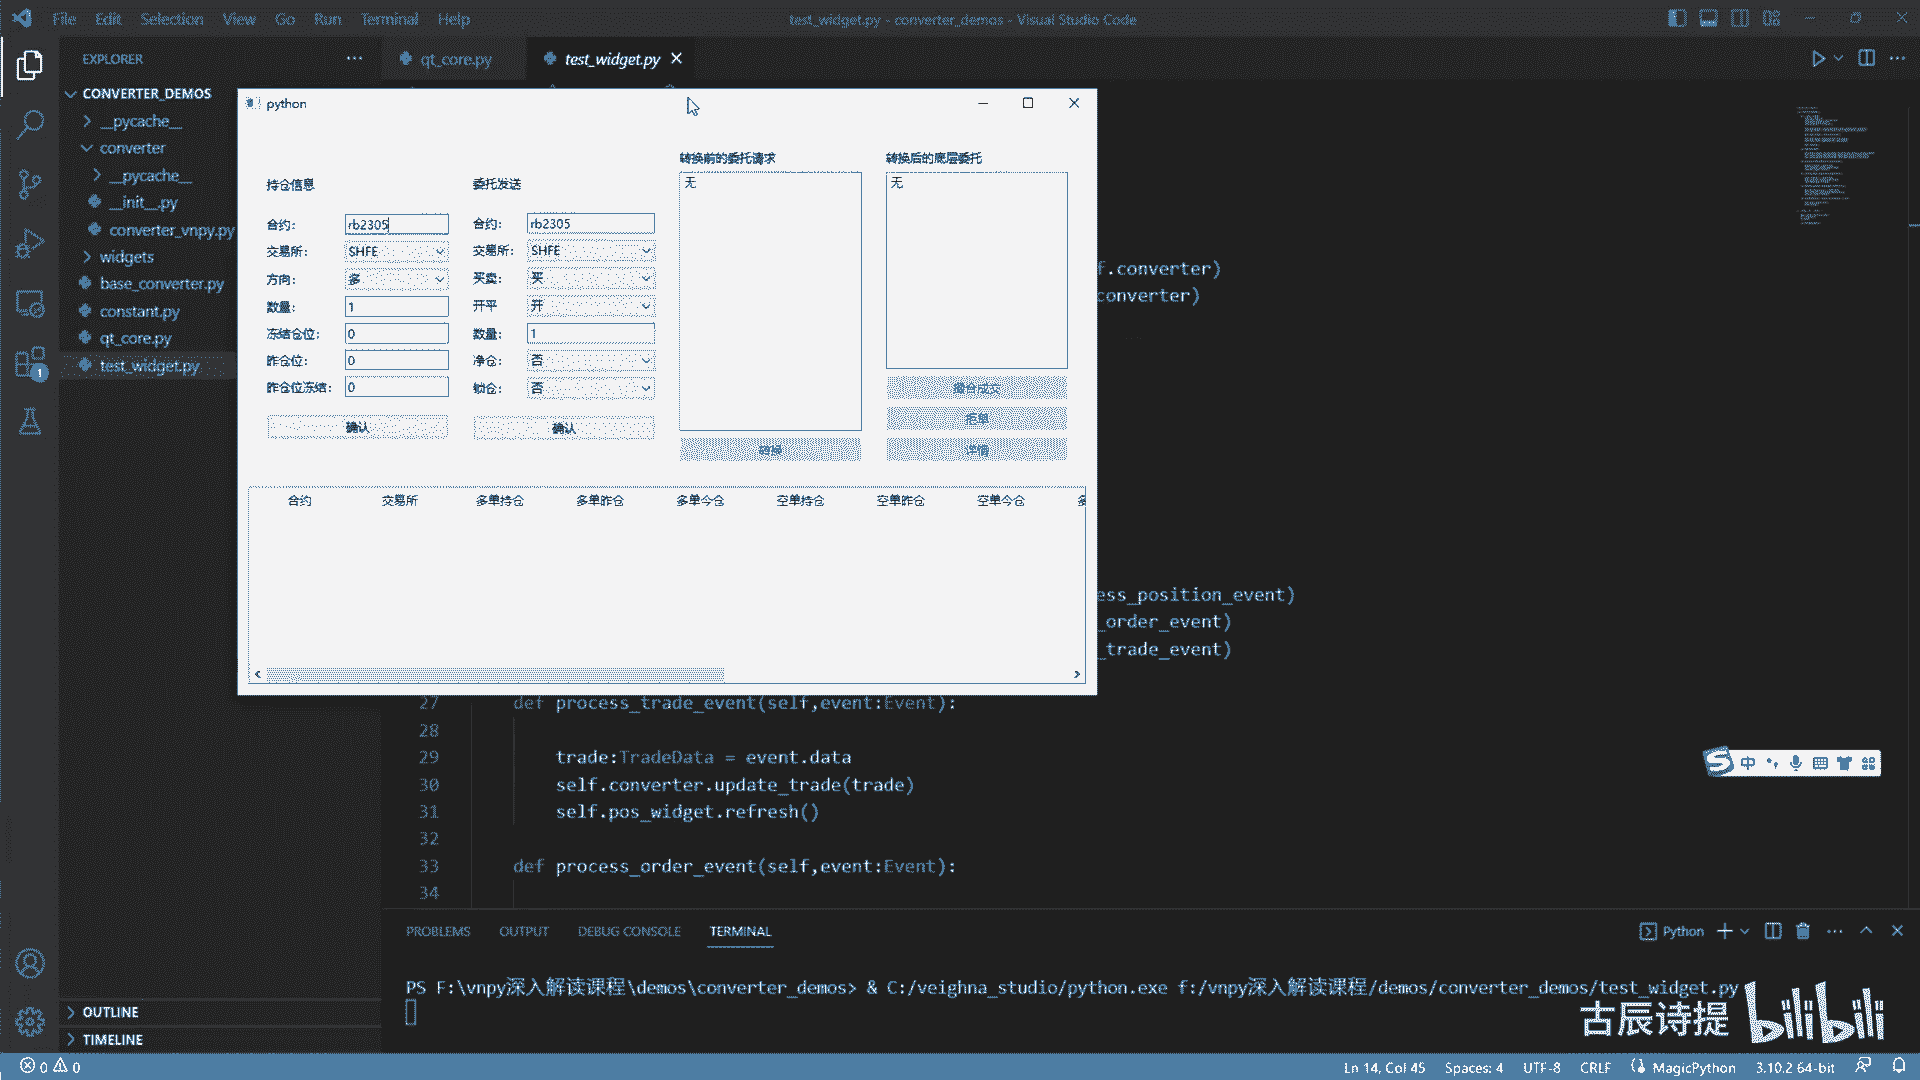 File Edit Selection View Go Run Terminal Help
test_widget.py - converter_demos - Visual Studio Code
EXPLORER
qt_core.py
test_widget.py
CONVERTER_DEMOS
__pycache__
converter
__pycache__
__init__.py
converter_vnpy.py
widgets
base_converter.py
constant.py
qt_core.py
test_widget.py
OUTLINE
TIMELINE
python
持仓信息
合约: rb2305
交易所: SHFE
方向: 多
数量: 1
冻结仓位: 0
昨仓位: 0
昨仓位冻结: 0
确认
委托发送
合约: rb2305
交易所: SHFE
买卖: 买
开平 开
数量: 1
净仓: 否
锁仓: 否
确认
转换前的委托请求
无
转换
转换后的底层委托
无
撮合成交
拒单
详情
合约 交易所 多单持仓 多单昨仓 多单今仓 空单持仓 空单昨仓 空单今仓
f.converter)
converter)
ess_position_event)
_order_event)
_trade_event)
27 def process_trade_event(self,event:Event):
28
29 trade:TradeData = event.data
30 self.converter.update_trade(trade)
31 self.pos_widget.refresh()
32
33 def process_order_event(self,event:Event):
34
PROBLEMS OUTPUT DEBUG CONSOLE TERMINAL
Python
PS F:\vnpy深入解读课程\demos\converter_demos> & C:/veighna_studio/python.exe f:/vnpy深入解读课程/demos/converter_demos/test_widget.py
古辰诗提 bilibili
中
1
0 0
Ln 14, Col 45 Spaces: 4 UTF-8 CRLF MagicPython 3.10.2 64-bit